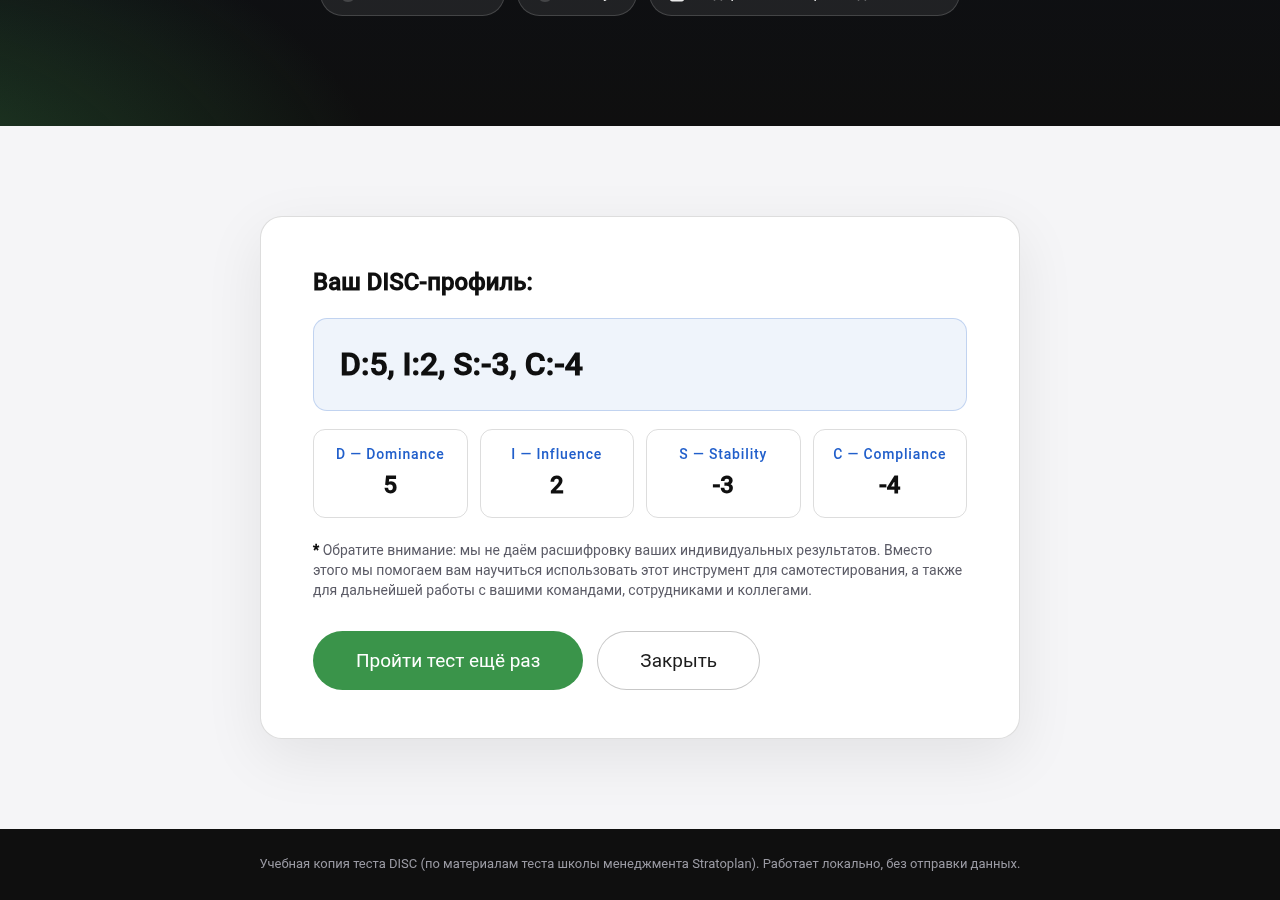 Ваш DISC-профиль:
D:5, I:2, S:-3, C:-4
D — Dominance
5
I — Influence
2
S — Stability
-3
C — Compliance
-4
* Обратите внимание: мы не даём расшифровку ваших индивидуальных результатов. Вместо
этого мы помогаем вам научиться использовать этот инструмент для самотестирования, а также
для дальнейшей работы с вашими командами, сотрудниками и коллегами.
Пройти тест ещё раз
Закрыть
Учебная копия теста DISC (по материалам теста школы менеджмента Stratoplan). Работает локально, без отправки данных.